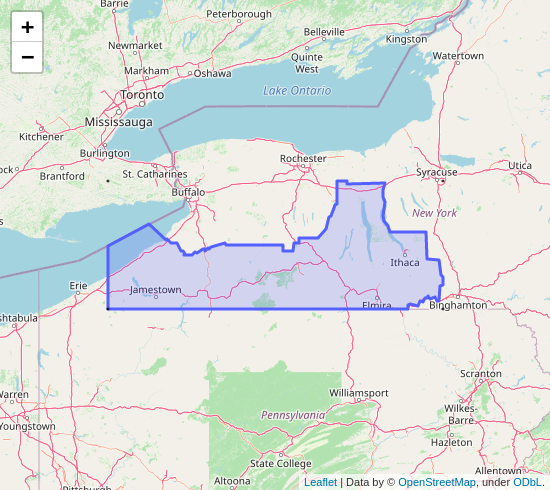 Barrie
Peterborough
+
−
Newmarket
Belleville
Kingston
Quinte
West
Watertown
Markham
Oshawa
Toronto
Lake Ontario
Mississauga
Kitchener
Burlington
Rochester
St. Catharines
Brantford
Syracuse
Utica
Buffalo
New York
Ithaca
Erie
Jamestown
Elmira
Binghamton
shtabula
Scranton
Williamsport
Warren
Wilkes-
Barre
Pennsylvania
Youngstown
Hazleton
State College
Allentown
Altoona
Pittsburgh
Leaflet | Data by © OpenStreetMap, under ODbL.